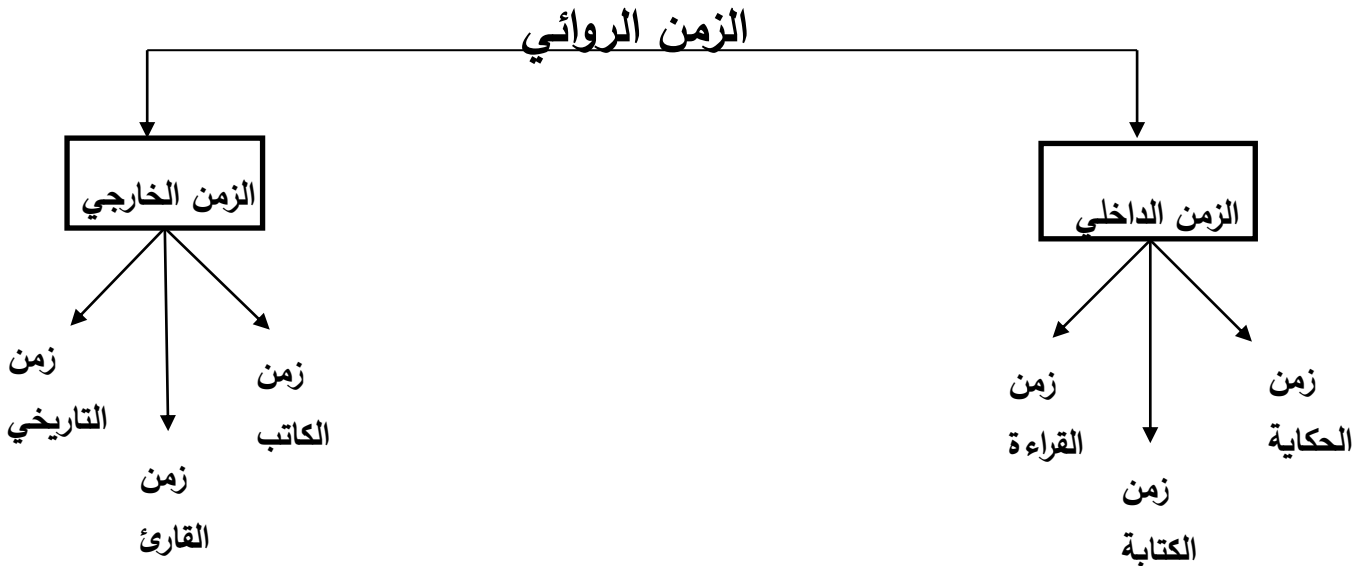 الزمن الروائي
الزمن الداخلي
الزمن الخارجي
زمن
الحكاية
زمن
الكتابة
زمن
القراءة
زمن
الكاتب
زمن
القارئ
زمن
التاريخي